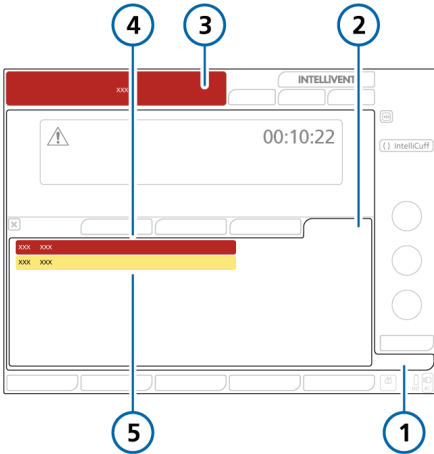 4 3 2
INTELLIVENT
xxx
00:10:22
( ) IntelliCuff
xxx xxx
xxx xxx
5 1